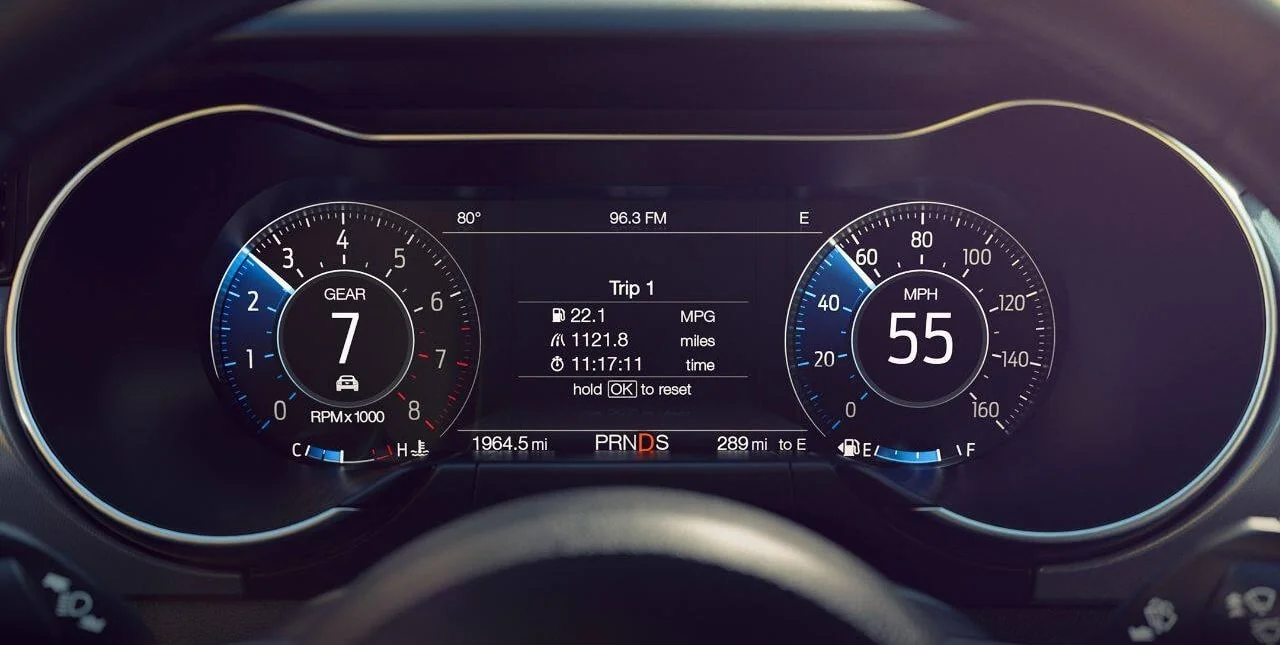 80° 96.3 FM E
4
3 5
2 6
1 7
0 8
GEAR
7
RPMx1000
C H
Trip 1
22.1 MPG
1121.8 miles
11:17:11 time
hold OK to reset
1964.5 mi PRNDS 289 mi to E
80
60 100
40 120
20 140
0 160
MPH
55
E F